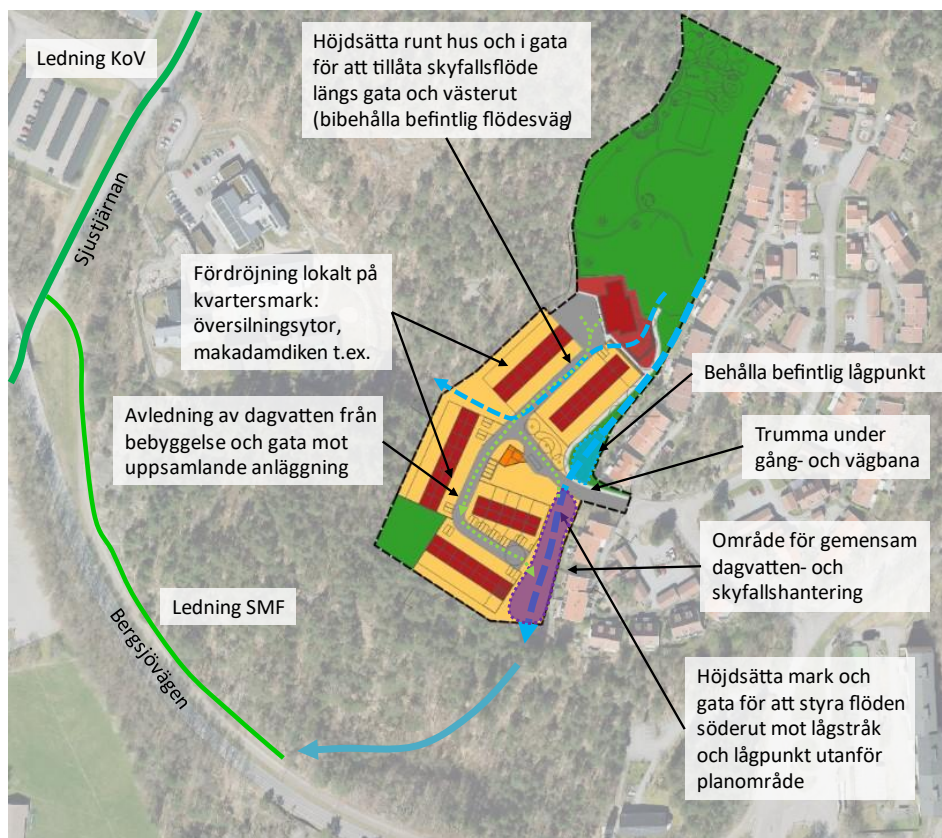 Ledning KoV
Höjdsätta runt hus och i gata
för att tillåta skyfallsflöde
längs gata och västerut
(bibehålla befintlig flödesväg)
Sjustjärnan
Fördröjning lokalt på
kvartersmark:
översilningsytor,
makadamdiken t.ex.
Avledning av dagvatten från
bebyggelse och gata mot
uppsamlande anläggning
Behålla befintlig lågpunkt
Trumma under
gång- och vägbana
Område för gemensam
dagvatten- och
skyfallshantering
Ledning SMF
Bergsjövägen
Höjdsätta mark och
gata för att styra flöden
söderut mot lågstråk
och lågpunkt utanför
planområde